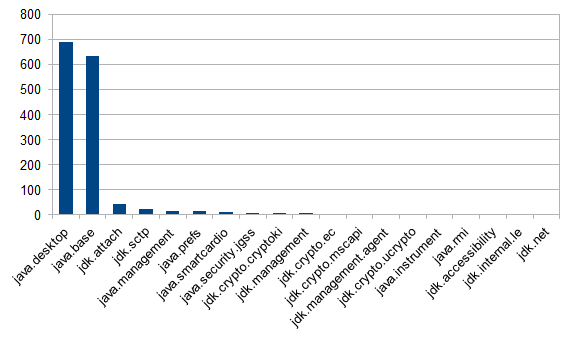 800
700
600
500
400
300
200
100
0
java.desktop
java.base
jdk.attach
jdk.sctp
java.management
java.prefs
java.smartcardio
java.security.jgss
jdk.crypto.cryptoki
jdk.management
jdk.crypto.ec
jdk.crypto.mscapi
jdk.management.agent
jdk.crypto.ucrypto
java.instrument
java.rmi
jdk.accessibility
jdk.internal.le
jdk.net